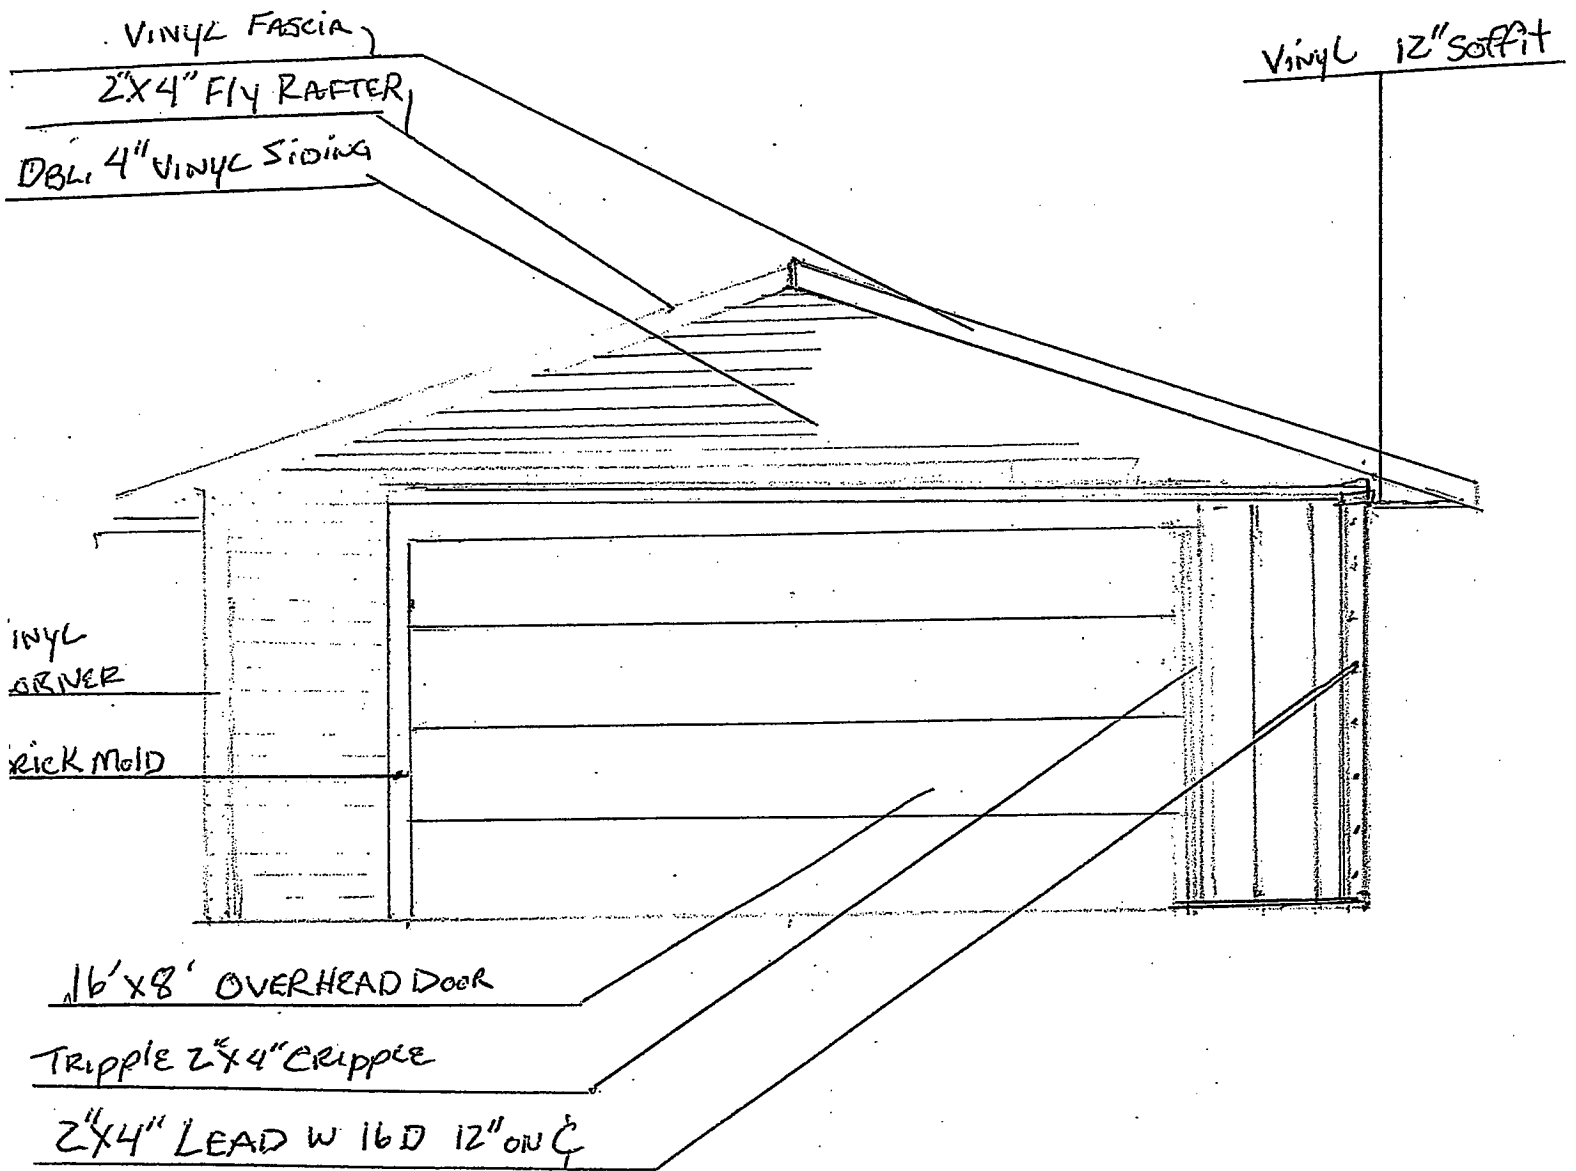 VINYL FASCIA
2"X4" Fly RAFTER
DBL. 4" VINYL SIDING
VINYL 12" Soffit
INYL
ORNER
RICK MOLD
16'X8' OVERHEAD DOOR
TRIPPLE 2"X4" CRIPPLE
2"X4" LEAD W 16D 12" ON ℄